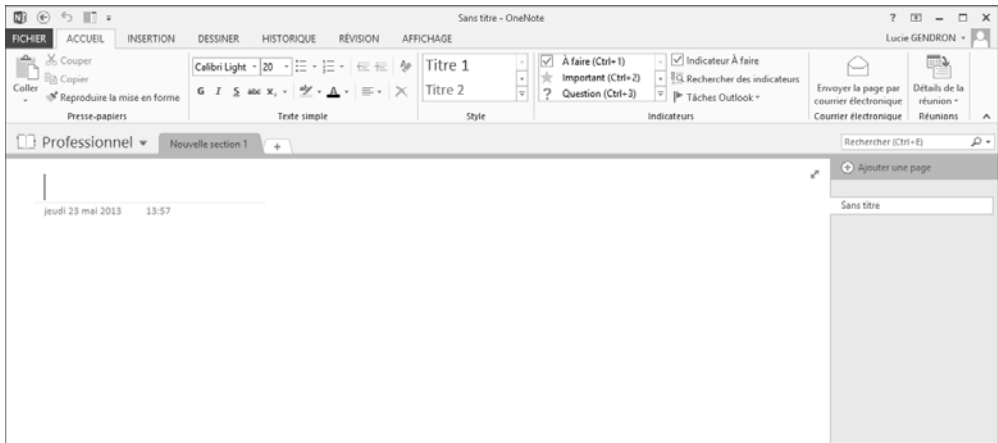 Sans titre - OneNote
FICHIER ACCUEIL INSERTION DESSINER HISTORIQUE RÉVISION AFFICHAGE Lucie GENDRON
Coller
Couper
Copier
Reproduire la mise en forme
Presse-papiers
Calibri Light 20
G I S abc x,
Texte simple
Titre 1
Titre 2
Style
À faire (Ctrl+1)
Important (Ctrl+2)
? Question (Ctrl+3)
Indicateur À faire
Rechercher des indicateurs
Tâches Outlook
Indicateurs
Envoyer la page par
courrier électronique
Courrier électronique
Détails de la
réunion
Réunions
Professionnel Nouvelle section 1 +
Rechercher (Ctrl+E)
Ajouter une page
Sans titre
jeudi 23 mai 2013 13:57